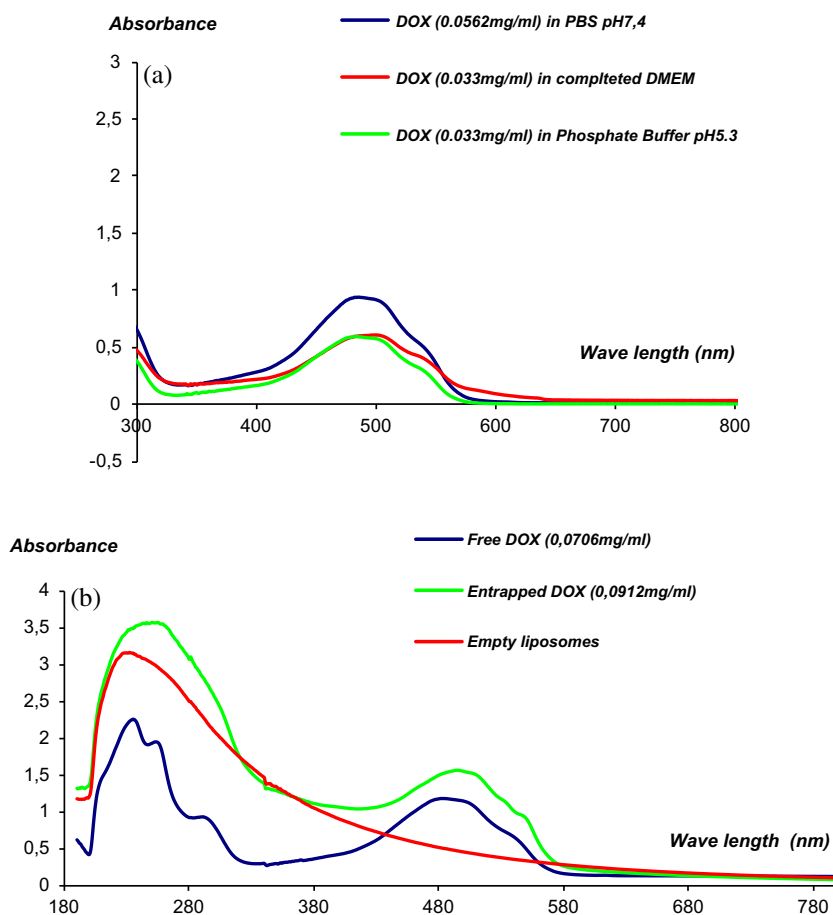 Absorbance
DOX (0.0562mg/ml) in PBS pH7,4
DOX (0.033mg/ml) in complteted DMEM
DOX (0.033mg/ml) in Phosphate Buffer pH5.3
(a)
3
2,5
2
1,5
1
0,5
0
-0,5
Wave length (nm)
300 400 500 600 700 800
Absorbance
Free DOX (0,0706mg/ml)
Entrapped DOX (0,0912mg/ml)
Empty liposomes
(b)
4
3,5
3
2,5
2
1,5
1
0,5
0
Wave length (nm)
180 280 380 480 580 680 780